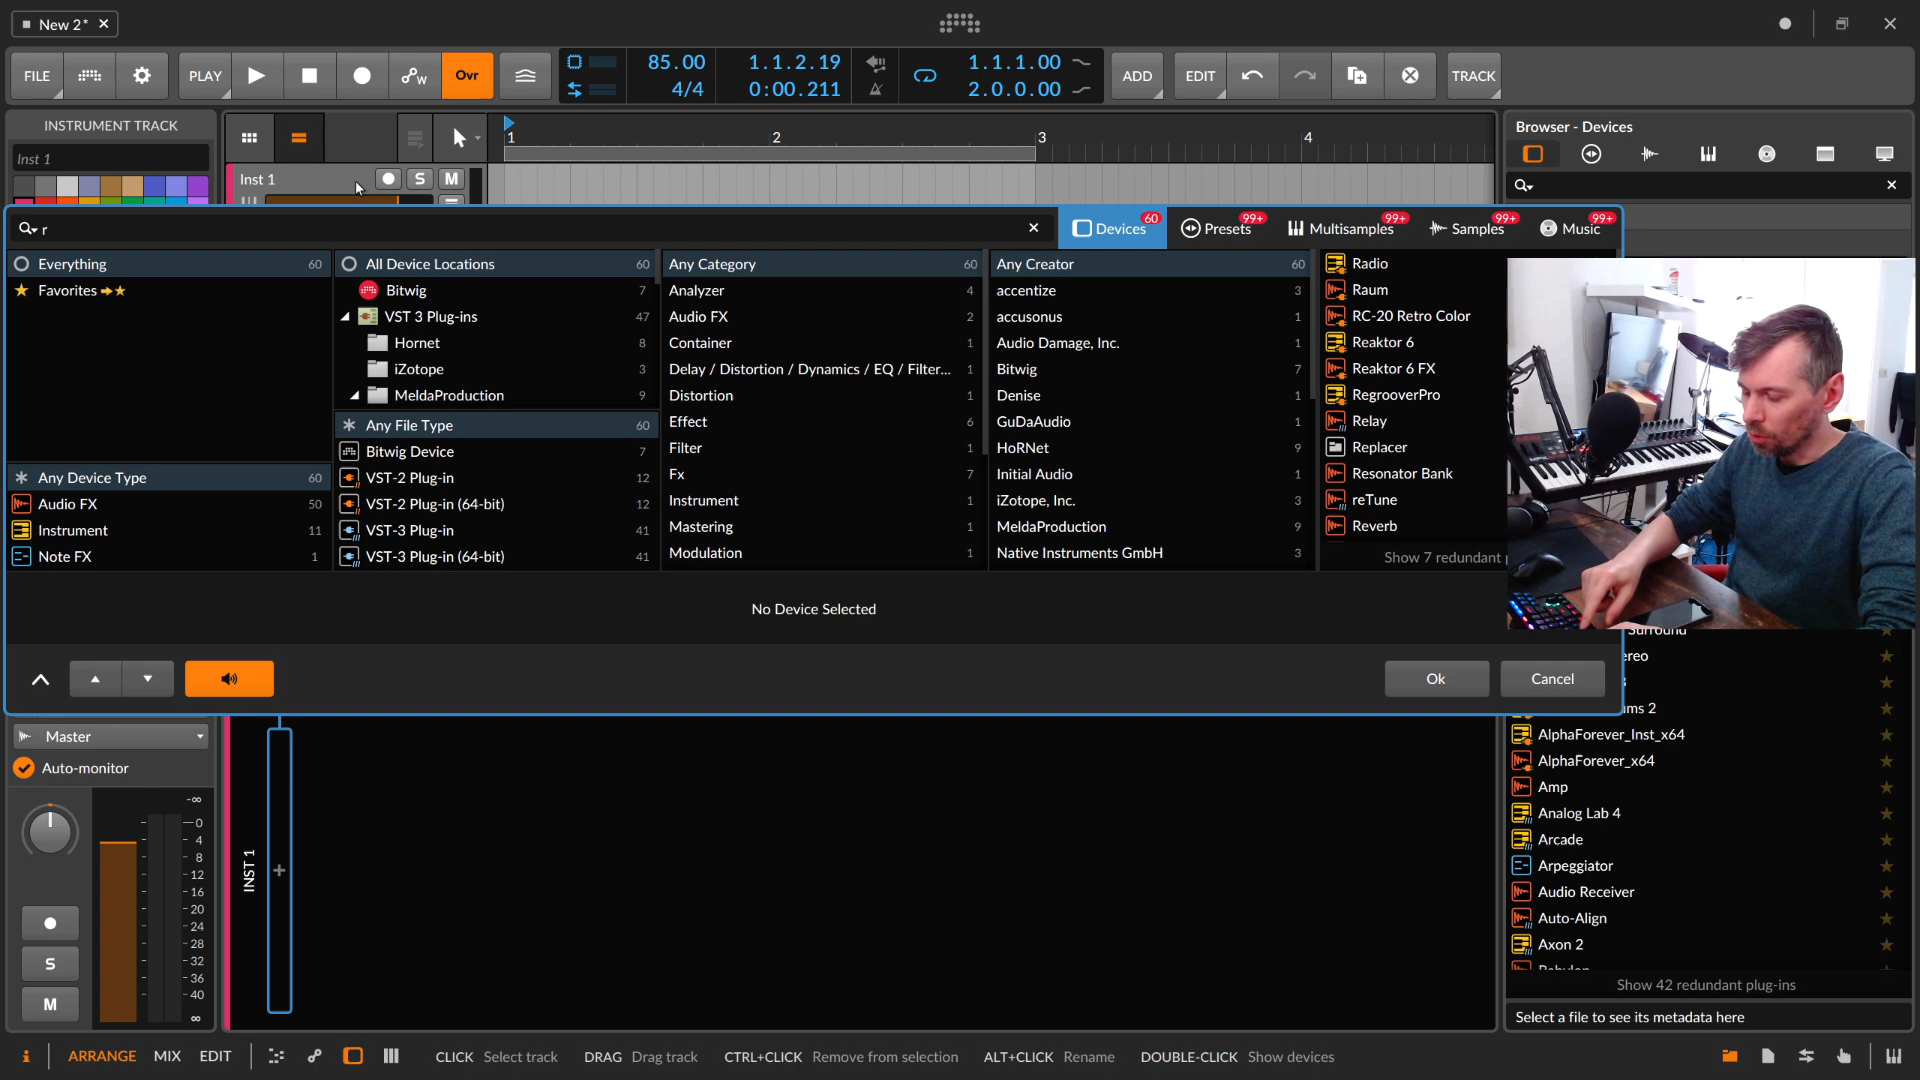 New 2*
FILE
PLAY
Ovr
85.00
4/4
1.1.2.19
0:00.211
1.1.1.00
2.0.0.00
ADD
EDIT
TRACK
INSTRUMENT TRACK
Inst 1
1
2
3
4
Inst 1
S
M
Browser - Devices
r
Devices
60
Presets
99+
Multisamples
99+
Samples
99+
Music
99+
Everything 60
Favorites
Any Device Type 60
Audio FX 50
Instrument 11
Note FX 1
All Device Locations 60
Bitwig 7
VST 3 Plug-ins 47
Hornet 8
iZotope 3
MeldaProduction 9
Any File Type 60
Bitwig Device 7
VST-2 Plug-in 12
VST-2 Plug-in (64-bit) 12
VST-3 Plug-in 41
VST-3 Plug-in (64-bit) 41
Any Category 60
Analyzer 4
Audio FX 2
Container 1
Delay / Distortion / Dynamics / EQ / Filter... 1
Distortion 1
Effect 6
Filter 1
Fx 7
Instrument 1
Mastering 1
Modulation 1
Any Creator 60
accentize 3
accusonus 1
Audio Damage, Inc. 1
Bitwig 7
Denise 1
GuDaAudio 1
HoRNet 9
Initial Audio 1
iZotope, Inc. 3
MeldaProduction 9
Native Instruments GmbH 3
Radio
Raum
RC-20 Retro Color
Reaktor 6
Reaktor 6 FX
RegrooverPro
Relay
Replacer
Resonator Bank
reTune
Reverb
Show 7 redundant
No Device Selected
Ok
Cancel
Master
Auto-monitor
-∞
0
4
8
12
16
20
24
28
32
36
40
∞
S
M
INST 1
+
AlphaForever_Inst_x64
AlphaForever_x64
Amp
Analog Lab 4
Arcade
Arpeggiator
Audio Receiver
Auto-Align
Axon 2
Show 42 redundant plug-ins
Select a file to see its metadata here
i
ARRANGE
MIX
EDIT
CLICK Select track
DRAG Drag track
CTRL+CLICK Remove from selection
ALT+CLICK Rename
DOUBLE-CLICK Show devices